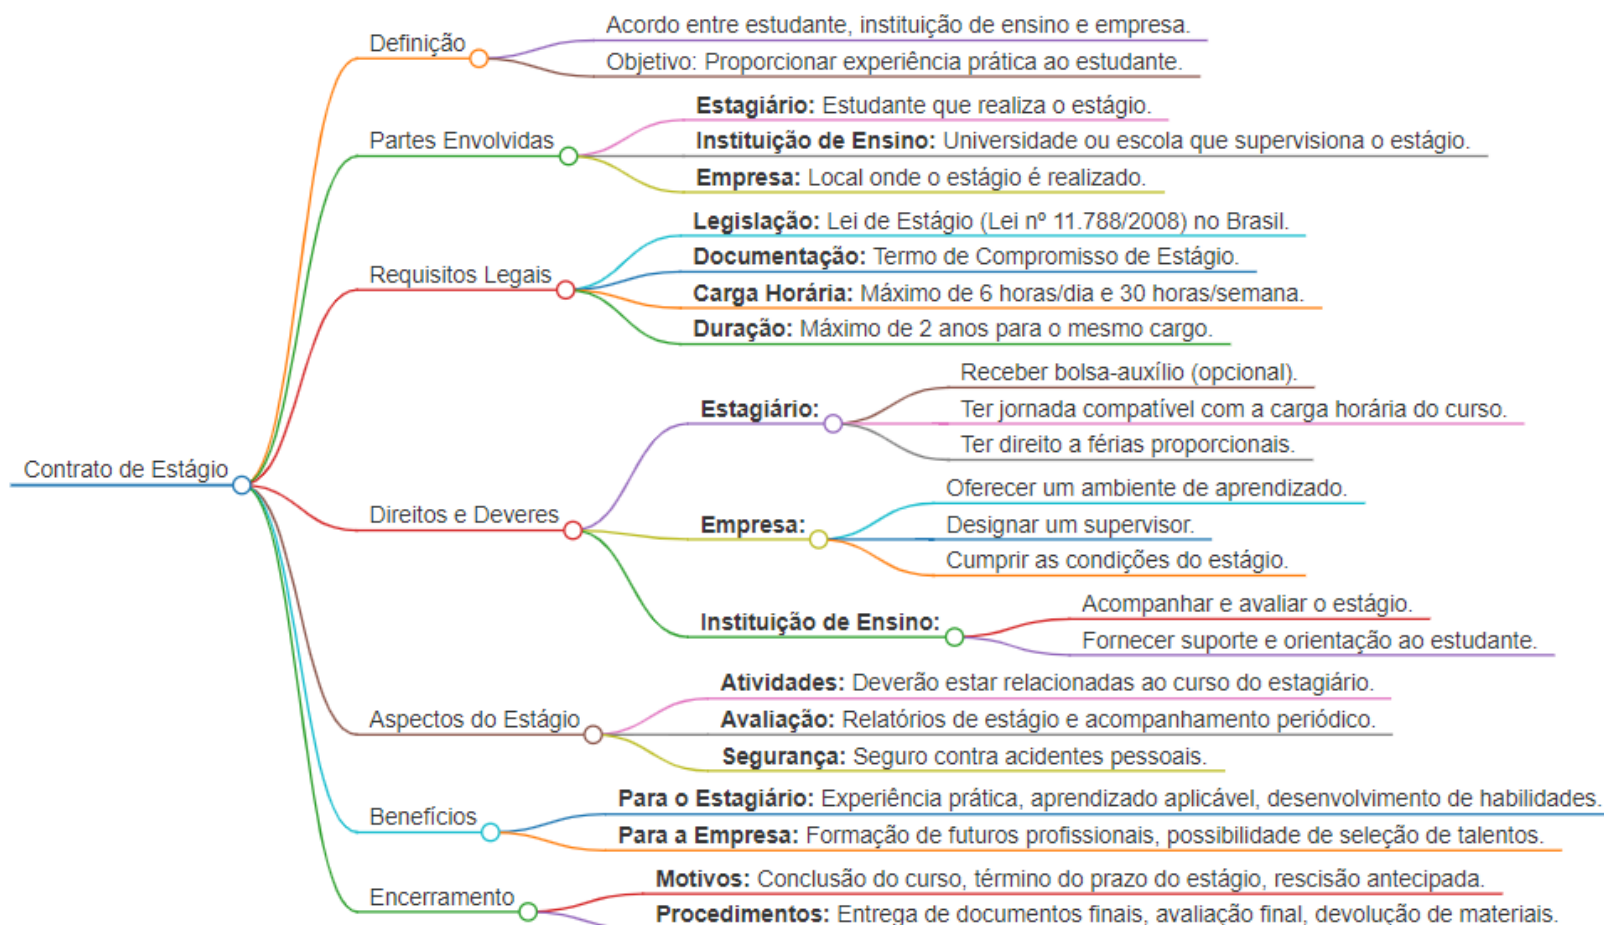 Contrato de Estágio
Definição
Acordo entre estudante, instituição de ensino e empresa.
Objetivo: Proporcionar experiência prática ao estudante.
Partes Envolvidas
Estagiário: Estudante que realiza o estágio.
Instituição de Ensino: Universidade ou escola que supervisiona o estágio.
Empresa: Local onde o estágio é realizado.
Requisitos Legais
Legislação: Lei de Estágio (Lei nº 11.788/2008) no Brasil.
Documentação: Termo de Compromisso de Estágio.
Carga Horária: Máximo de 6 horas/dia e 30 horas/semana.
Duração: Máximo de 2 anos para o mesmo cargo.
Direitos e Deveres
Estagiário:
Receber bolsa-auxílio (opcional).
Ter jornada compatível com a carga horária do curso.
Ter direito a férias proporcionais.
Empresa:
Oferecer um ambiente de aprendizado.
Designar um supervisor.
Cumprir as condições do estágio.
Instituição de Ensino:
Acompanhar e avaliar o estágio.
Fornecer suporte e orientação ao estudante.
Aspectos do Estágio
Atividades: Deverão estar relacionadas ao curso do estagiário.
Avaliação: Relatórios de estágio e acompanhamento periódico.
Segurança: Seguro contra acidentes pessoais.
Benefícios
Para o Estagiário: Experiência prática, aprendizado aplicável, desenvolvimento de habilidades.
Para a Empresa: Formação de futuros profissionais, possibilidade de seleção de talentos.
Encerramento
Motivos: Conclusão do curso, término do prazo do estágio, rescisão antecipada.
Procedimentos: Entrega de documentos finais, avaliação final, devolução de materiais.